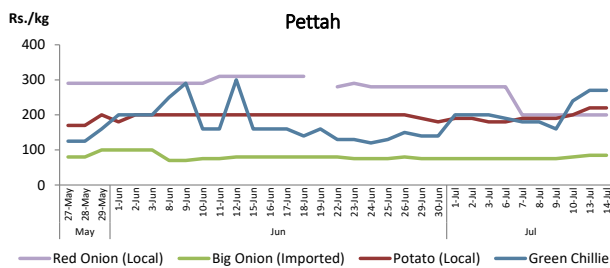 Pettah
Rs./kg
400
300
200
100
0
27-May 28-May 29-May 1-Jun 2-Jun 3-Jun 8-Jun 9-Jun 10-Jun 11-Jun 12-Jun 15-Jun 16-Jun 17-Jun 18-Jun 19-Jun 22-Jun 23-Jun 24-Jun 25-Jun 26-Jun 29-Jun 30-Jun 1-Jul 2-Jul 3-Jul 6-Jul 7-Jul 8-Jul 9-Jul 10-Jul 13-Jul 14-Jul
May Jun Jul
Red Onion (Local) Big Onion (Imported) Potato (Local) Green Chillie